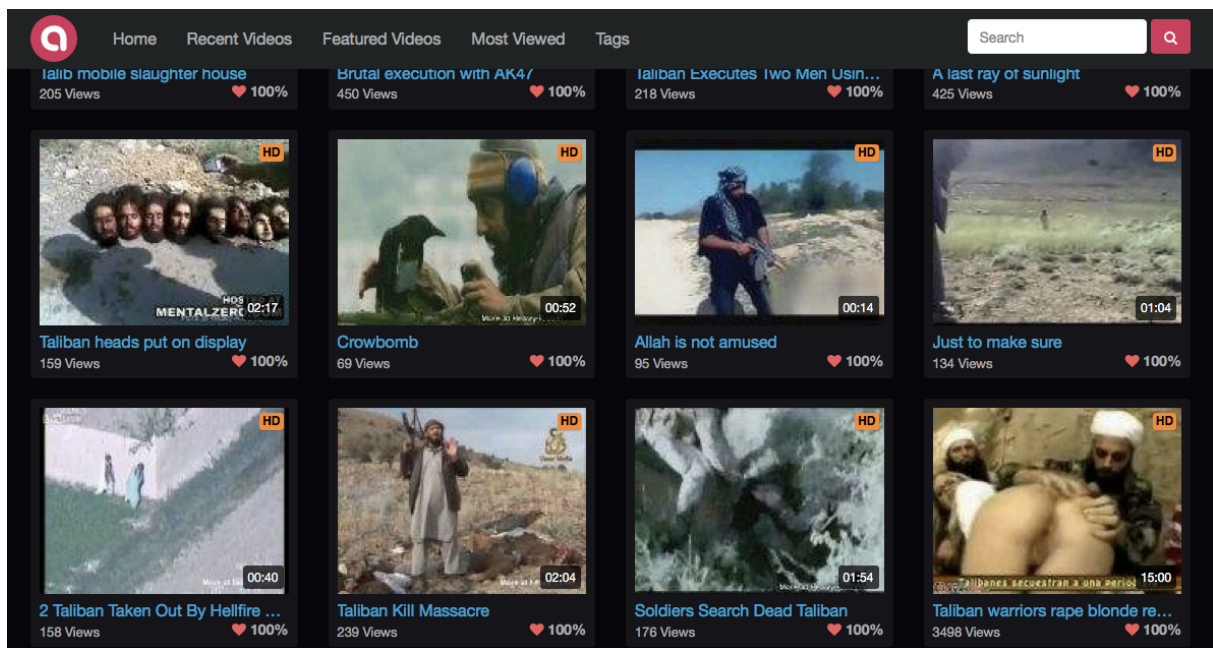 Home Recent Videos Featured Videos Most Viewed Tags Search
Talib mobile slaughter house Brutal execution with AK47 Taliban Executes Two Men Usin... A last ray of sunlight
205 Views 100% 450 Views 100% 218 Views 100% 425 Views 100%
HD HD HD HD
02:17 00:52 00:14 01:04
Taliban heads put on display Crowbomb Allah is not amused Just to make sure
159 Views 100% 69 Views 100% 95 Views 100% 134 Views 100%
HD HD HD HD
00:40 02:04 01:54 15:00
2 Taliban Taken Out By Hellfire ... Taliban Kill Massacre Soldiers Search Dead Taliban Taliban warriors rape blonde re...
158 Views 100% 239 Views 100% 176 Views 100% 3498 Views 100%